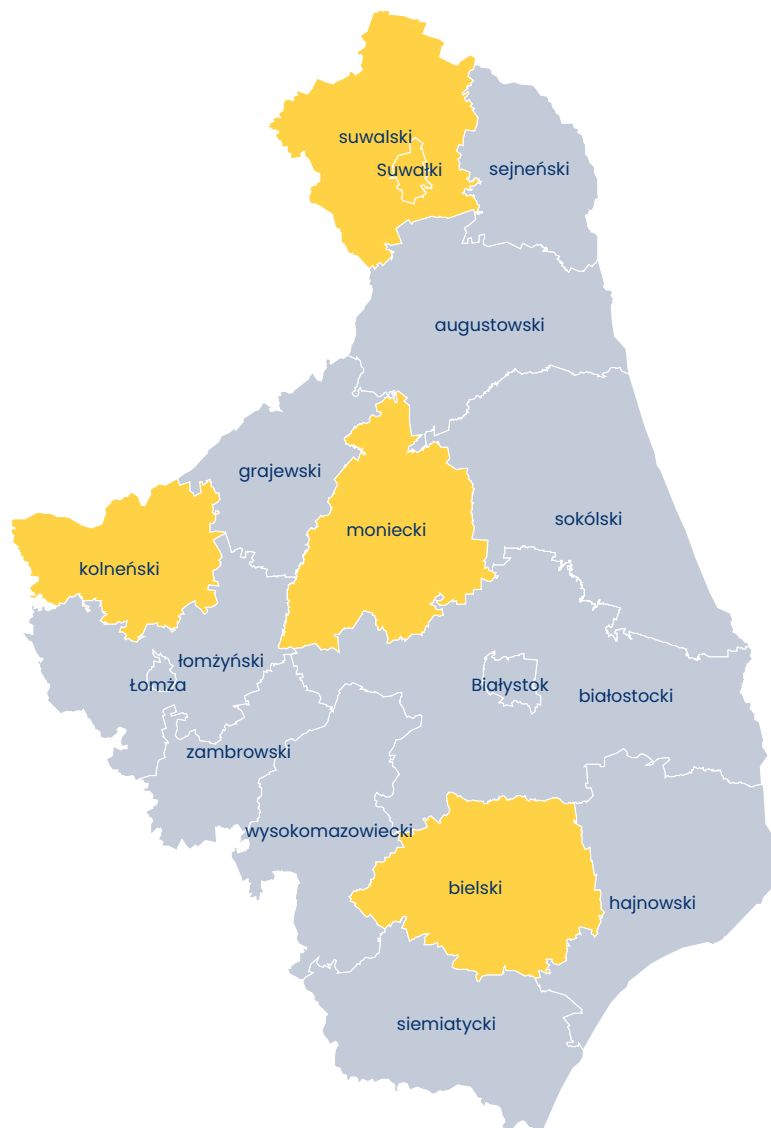 suwalski
Suwałki
sejneński
augustowski
grajewski
sokólski
moniecki
kolneński
łomżyński
Łomża
Białystok
białostocki
zambrowski
wysokomazowiecki
bielski
hajnowski
siemiatycki